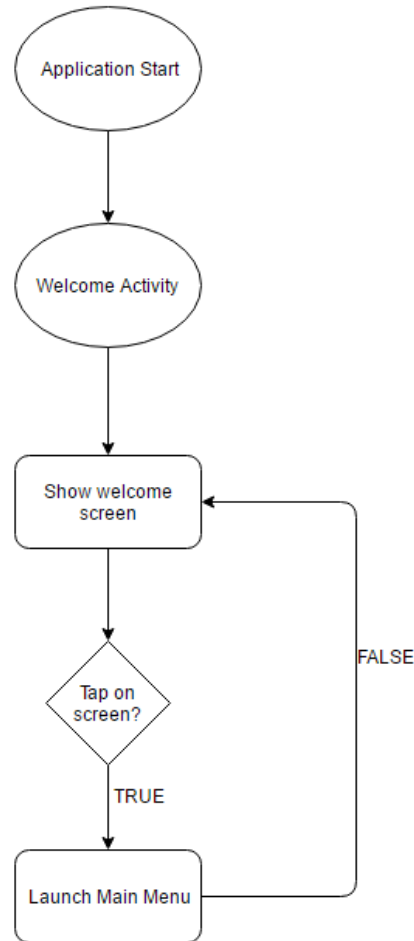 Application Start
Welcome Activity
Show welcome
screen
FALSE
Tap on
screen?
TRUE
Launch Main Menu